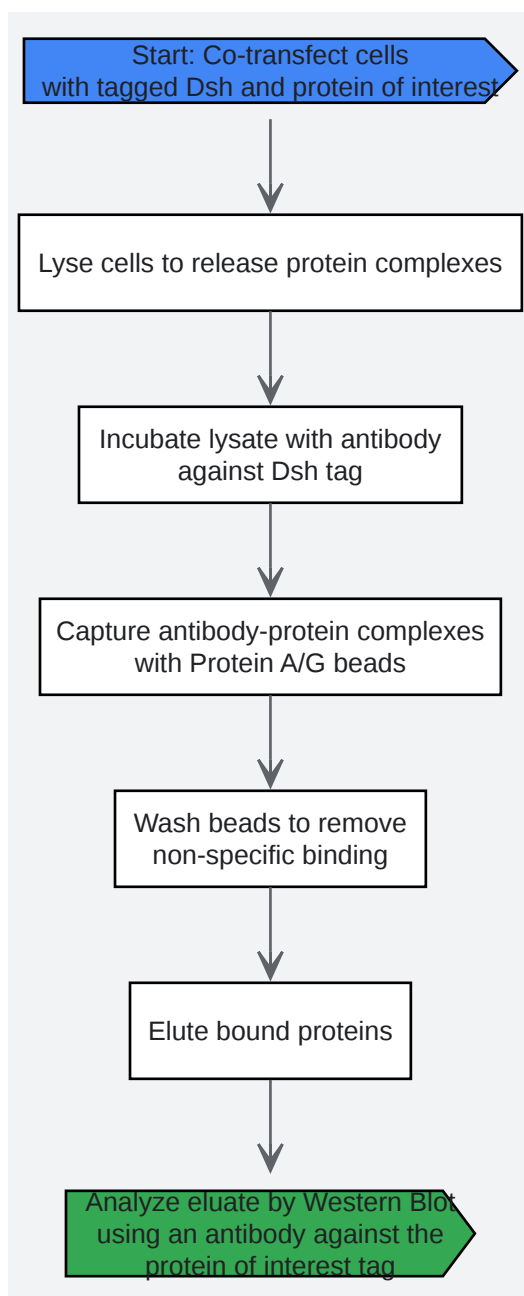 Start: Co-transfect cells
with tagged Dsh and protein of interest
Lyse cells to release protein complexes
Incubate lysate with antibody
against Dsh tag
Capture antibody-protein complexes
with Protein A/G beads
Wash beads to remove
non-specific binding
Elute bound proteins
Analyze eluate by Western Blot
using an antibody against the
protein of interest tag